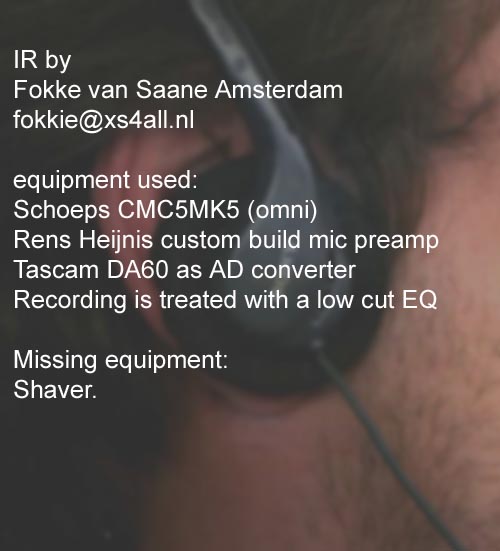 IR by
Fokke van Saane Amsterdam
fokkie@xs4all.nl
equipment used:
Schoeps CMC5MK5 (omni)
Rens Heijnis custom build mic preamp
Tascam DA60 as AD converter
Recording is treated with a low cut EQ
Missing equipment:
Shaver.